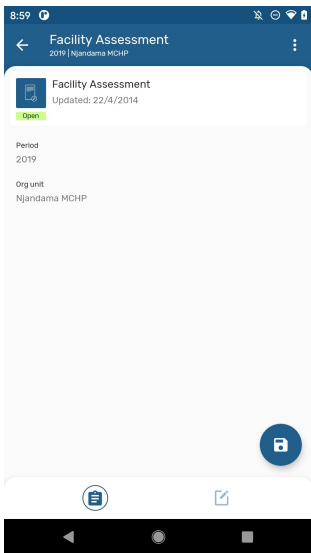 8:59
Facility Assessment
2019 | Njandama MCHP
Facility Assessment
Updated: 22/4/2014
Open
Period
2019
Org unit
Njandama MCHP